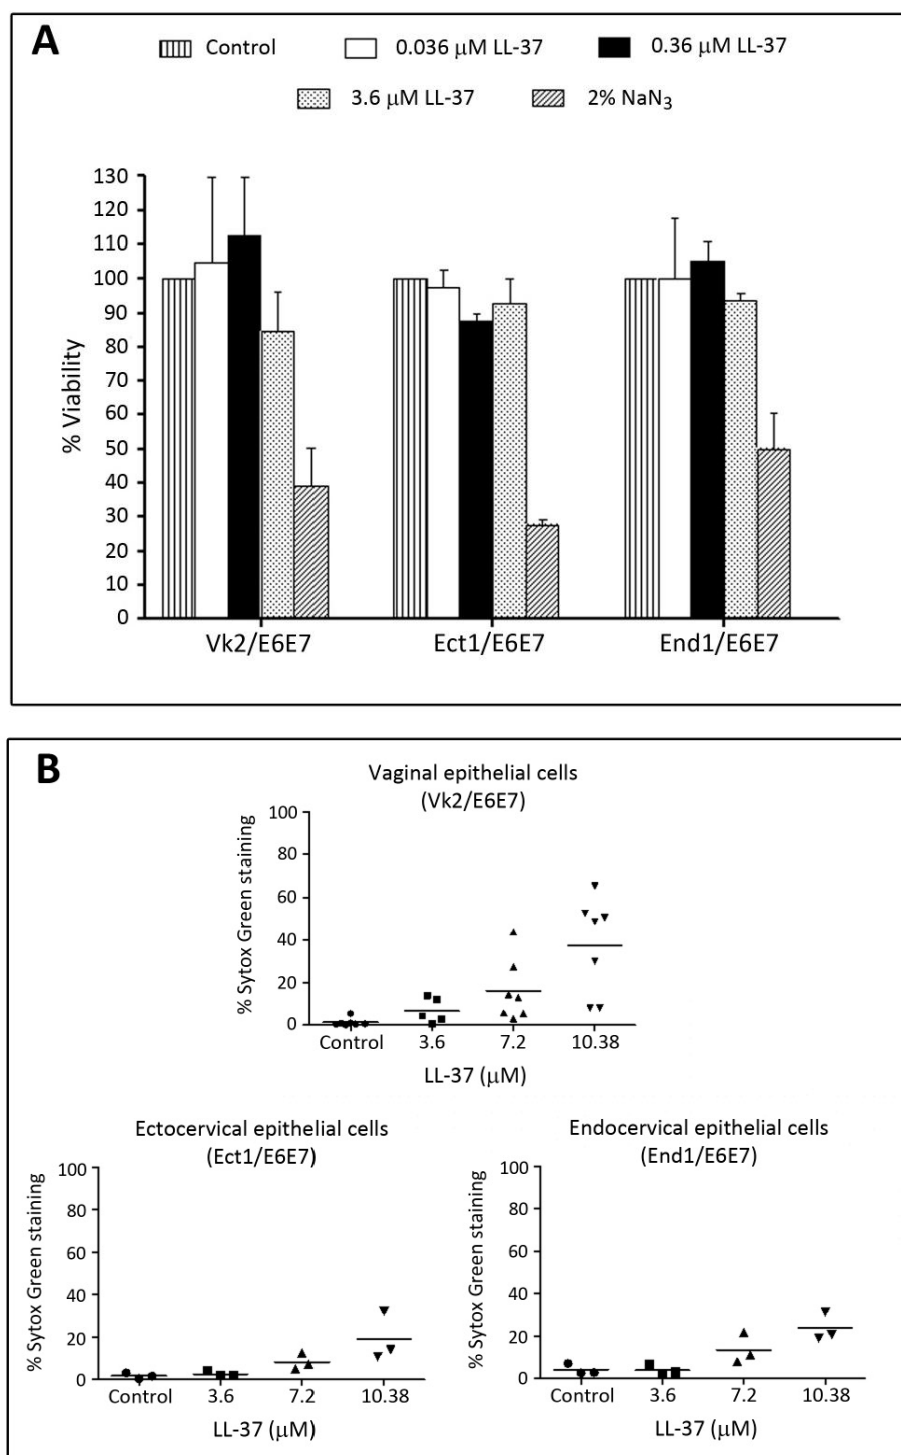 A
Control 0.036 μM LL-37 0.36 μM LL-37
3.6 μM LL-37 2% NaN₃
% Viability
130
120
110
100
90
80
70
60
50
40
30
20
10
0
Vk2/E6E7 Ect1/E6E7 End1/E6E7
B
Vaginal epithelial cells
(Vk2/E6E7)
% Sytox Green staining
100
80
60
40
20
0
Control 3.6 7.2 10.38
LL-37 (μM)
Ectocervical epithelial cells
(Ect1/E6E7)
% Sytox Green staining
100
80
60
40
20
0
Control 3.6 7.2 10.38
LL-37 (μM)
Endocervical epithelial cells
(End1/E6E7)
% Sytox Green staining
100
80
60
40
20
0
Control 3.6 7.2 10.38
LL-37 (μM)